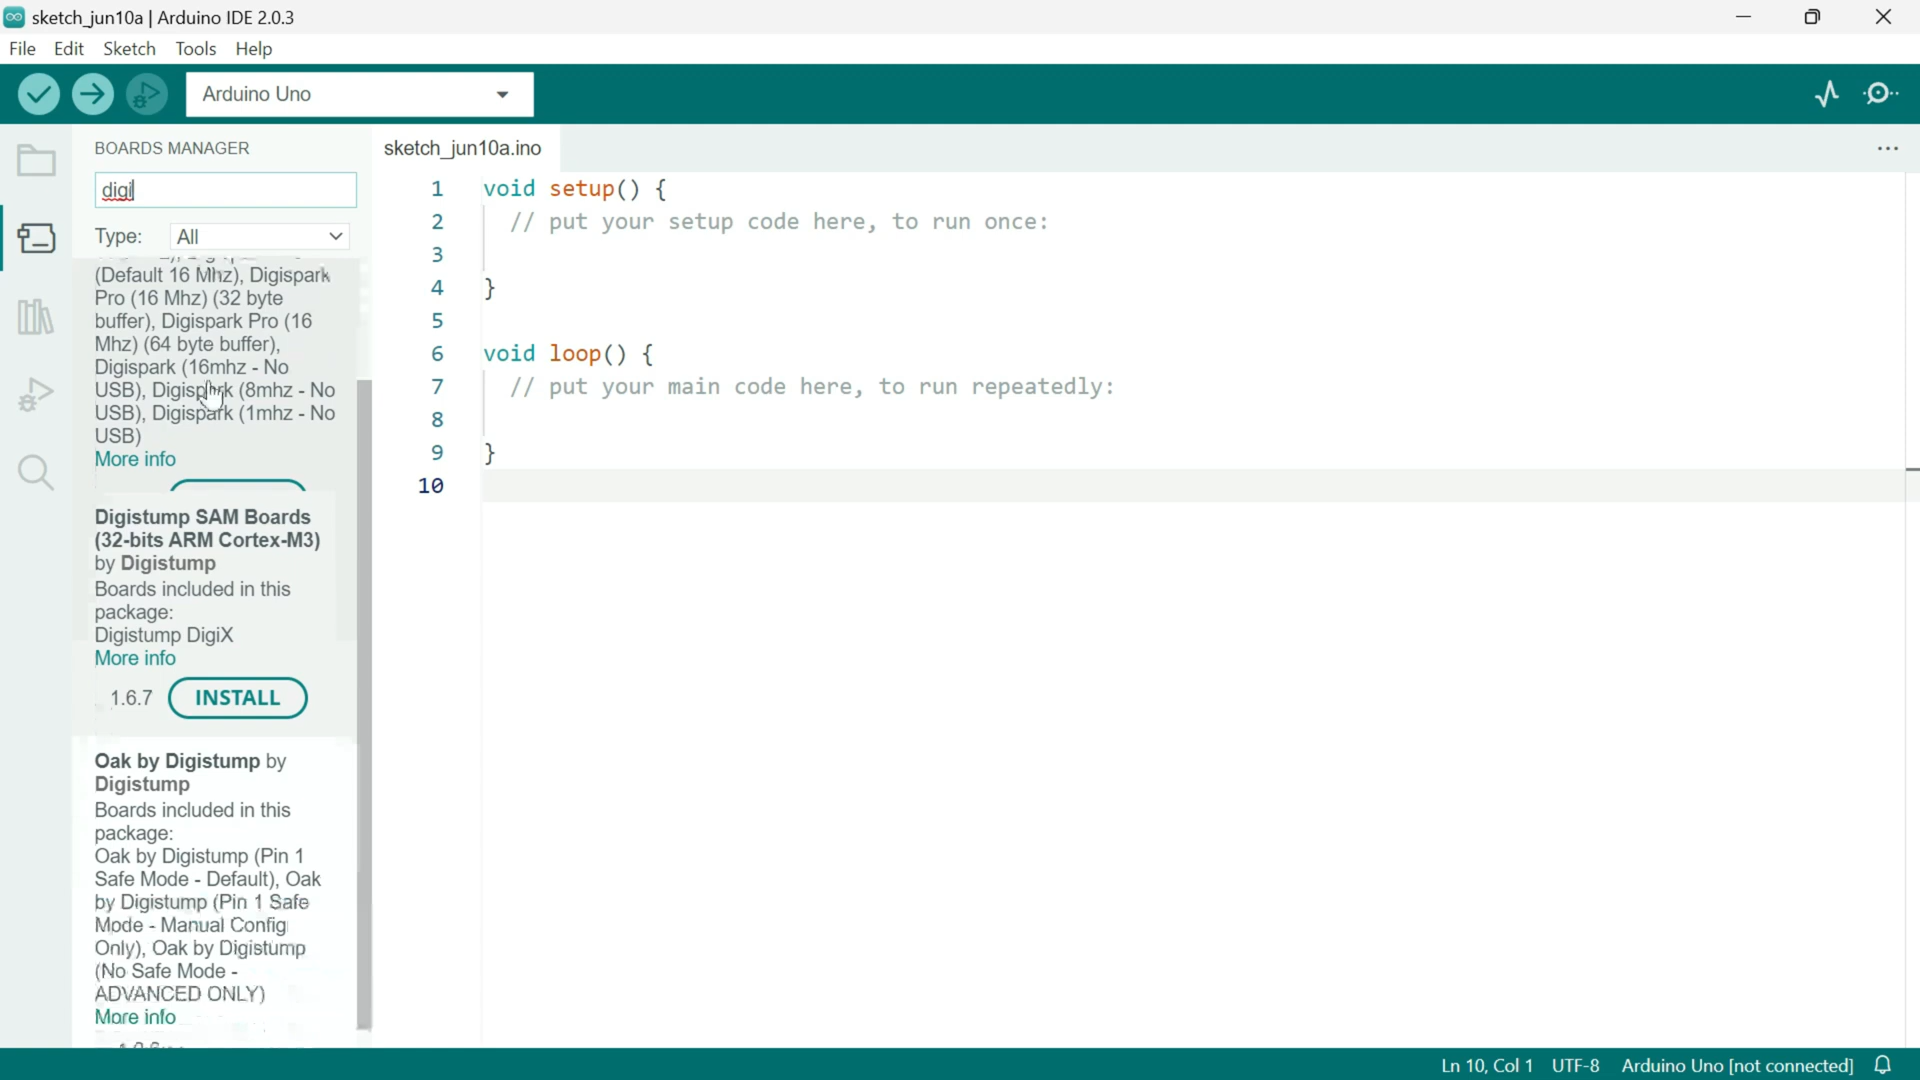 sketch_jun10a | Arduino IDE 2.0.3
File Edit Sketch Tools Help
Arduino Uno
BOARDS MANAGER
digi
Type: All
(Default 16 Mhz), Digispark
Pro (16 Mhz) (32 byte
buffer), Digispark Pro (16
Mhz) (64 byte buffer),
Digispark (16mhz - No
USB), Digispark (8mhz - No
USB), Digispark (1mhz - No
USB)
More info
Digistump SAM Boards
(32-bits ARM Cortex-M3)
by Digistump
Boards included in this
package:
Digistump DigiX
More info
1.6.7 INSTALL
Oak by Digistump by
Digistump
Boards included in this
package:
Oak by Digistump (Pin 1
Safe Mode - Default), Oak
by Digistump (Pin 1 Safe
Mode - Manual Config
Only), Oak by Digistump
(No Safe Mode -
ADVANCED ONLY)
More info
sketch_jun10a.ino
1 void setup() {
2 // put your setup code here, to run once:
3
4 }
5
6 void loop() {
7 // put your main code here, to run repeatedly:
8
9 }
10
Ln 10, Col 1 UTF-8 Arduino Uno [not connected]